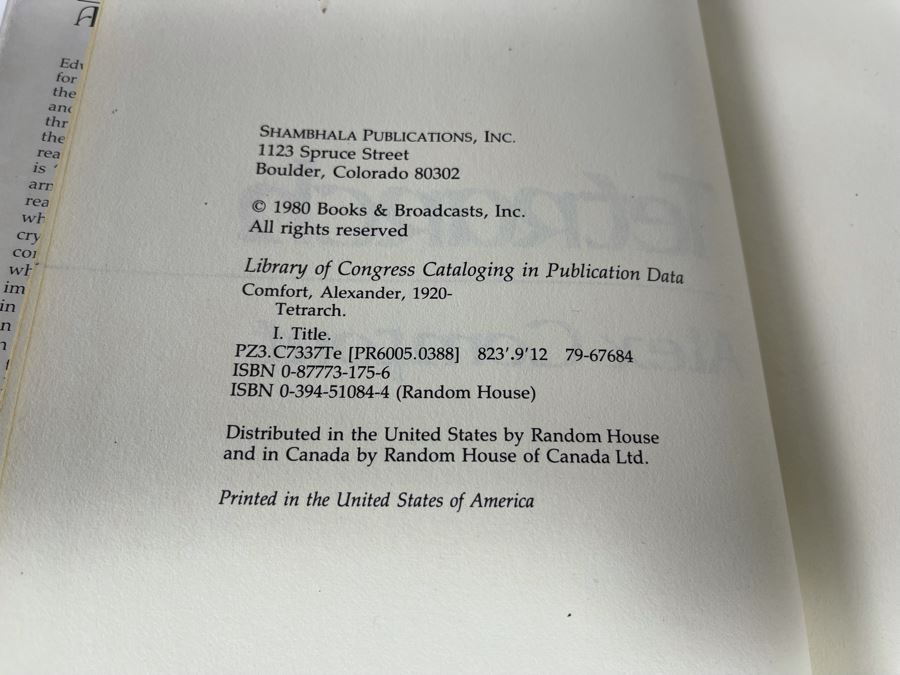 SHAMBHALA PUBLICATIONS, INC.
1123 Spruce Street
Boulder, Colorado 80302
© 1980 Books & Broadcasts, Inc.
All rights reserved
Library of Congress Cataloging in Publication Data
Comfort, Alexander, 1920-
Tetrarch.
I. Title.
PZ3.C7337Te [PR6005.0388] 823'.9'12 79-67684
ISBN 0-87773-175-6
ISBN 0-394-51084-4 (Random House)
Distributed in the United States by Random House
and in Canada by Random House of Canada Ltd.
Printed in the United States of America